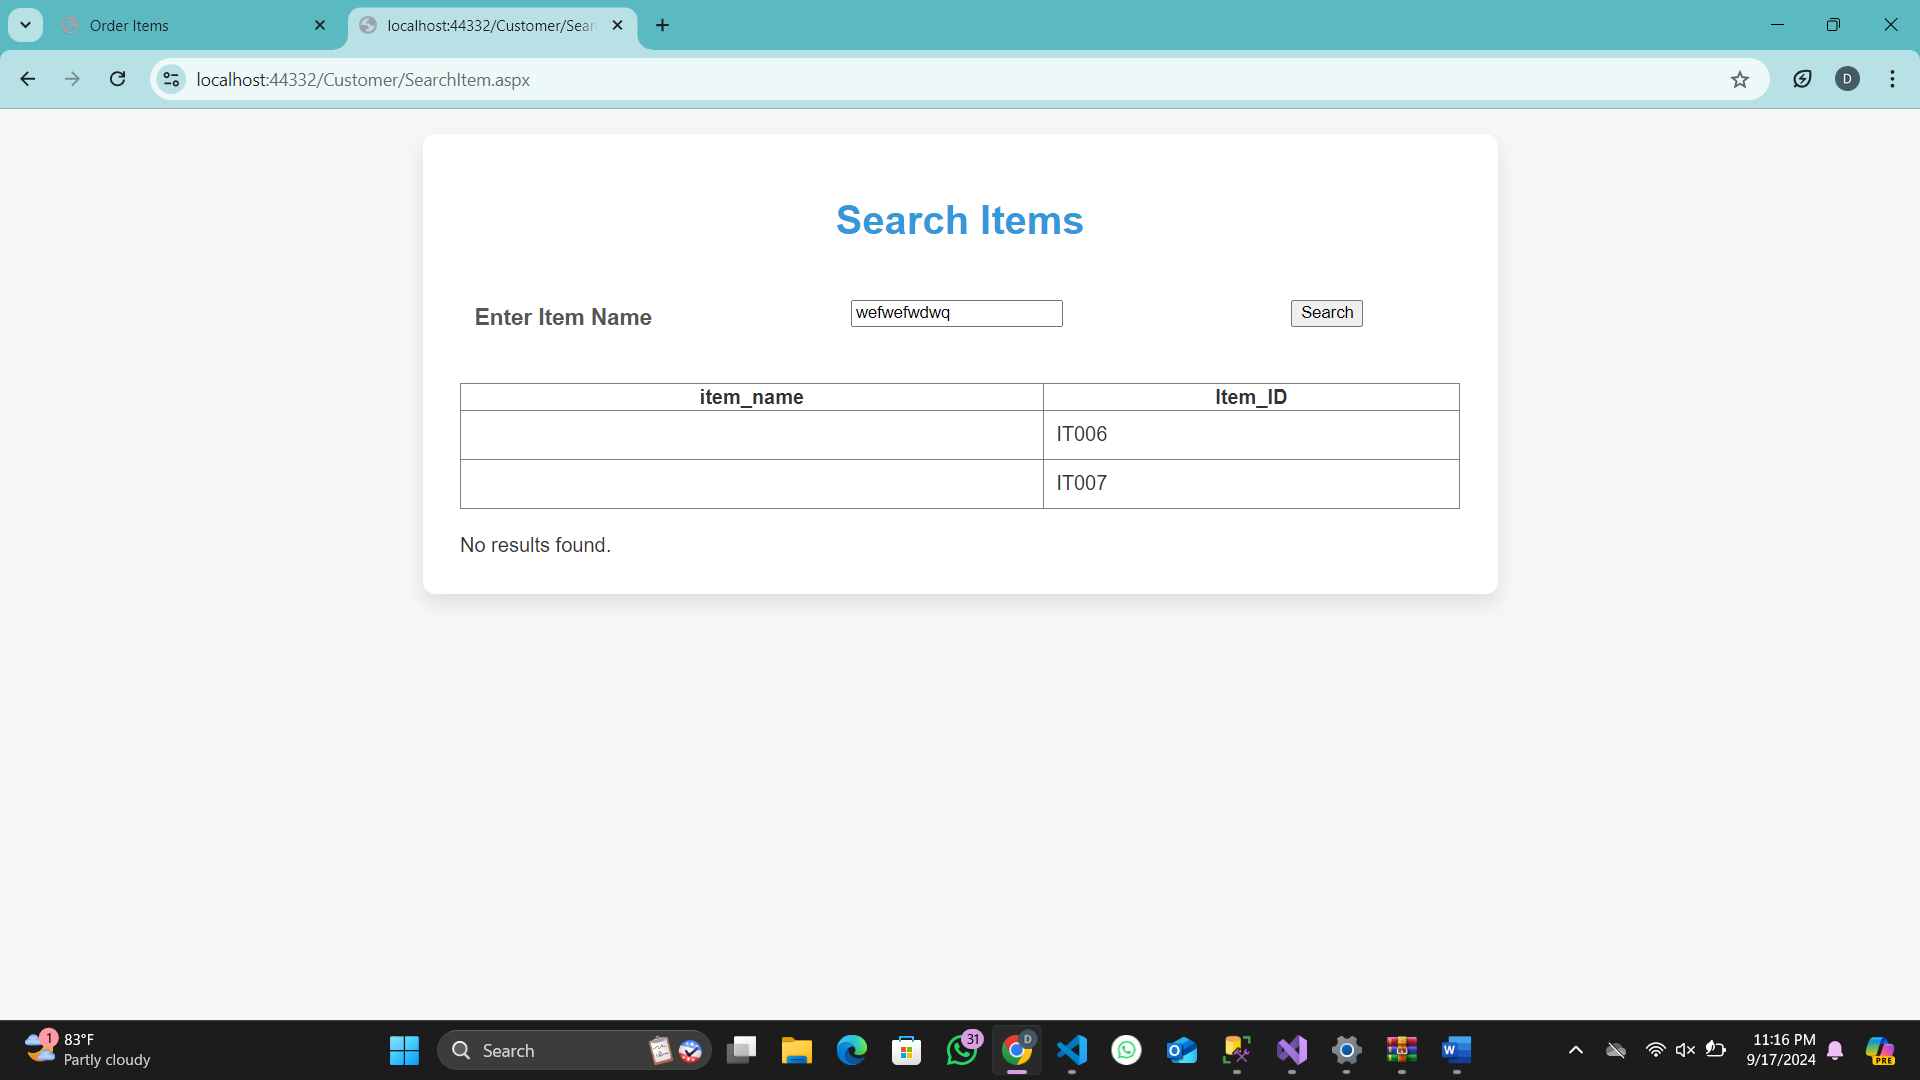 Order Items
localhost:44332/Customer/Sear
localhost:44332/Customer/SearchItem.aspx
D
Search Items
Enter Item Name
wefwefwdwq
Search
item_name
Item_ID
IT006
IT007
No results found.
1
83°F
Partly cloudy
Search
31
D
W
11:16 PM
9/17/2024
PRE